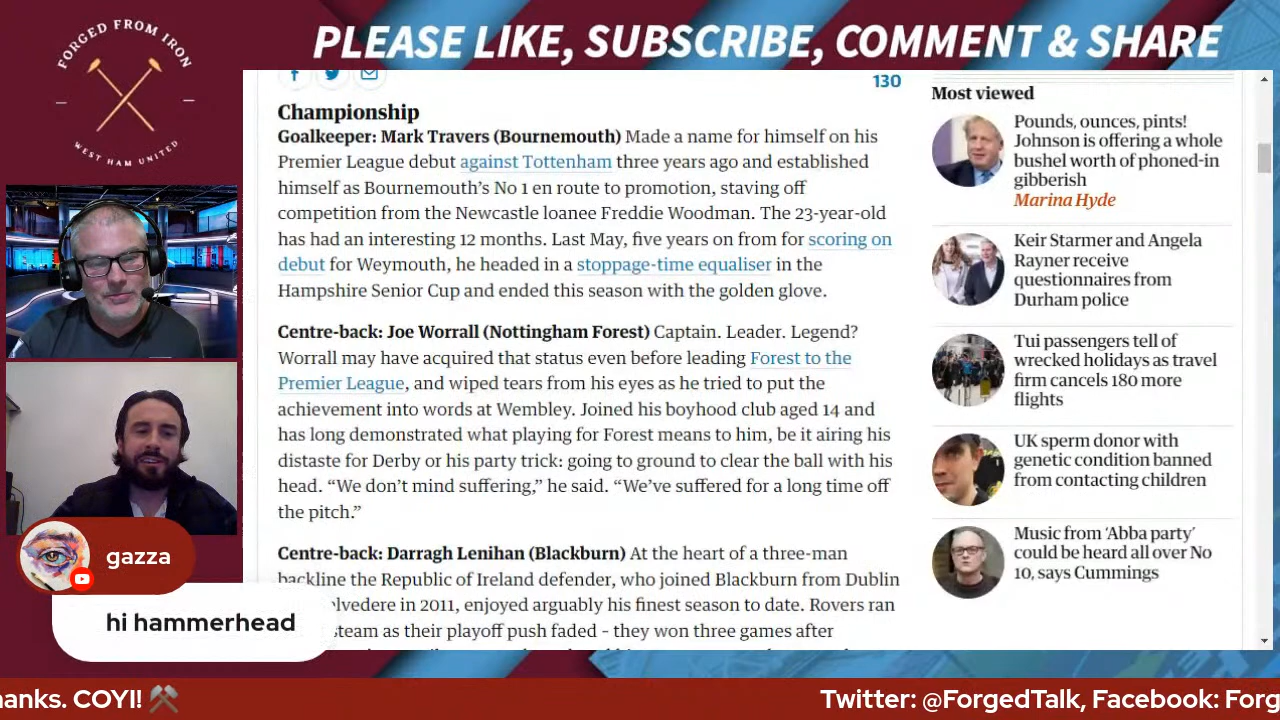 PLEASE LIKE, SUBSCRIBE, COMMENT & SHARE
FORGED FROM IRON
WEST HAM UNITED
130
Championship
Goalkeeper: Mark Travers (Bournemouth) Made a name for himself on his
Premier League debut against Tottenham three years ago and established
himself as Bournemouth's No 1 en route to promotion, staving off
competition from the Newcastle loanee Freddie Woodman. The 23-year-old
has had an interesting 12 months. Last May, five years on from for scoring on
debut for Weymouth, he headed in a stoppage-time equaliser in the
Hampshire Senior Cup and ended this season with the golden glove.
Centre-back: Joe Worrall (Nottingham Forest) Captain. Leader. Legend?
Worrall may have acquired that status even before leading Forest to the
Premier League, and wiped tears from his eyes as he tried to put the
achievement into words at Wembley. Joined his boyhood club aged 14 and
has long demonstrated what playing for Forest means to him, be it airing his
distaste for Derby or his party trick: going to ground to clear the ball with his
head. “We don't mind suffering,” he said. “We've suffered for a long time off
the pitch.”
Centre-back: Darragh Lenihan (Blackburn) At the heart of a three-man
backline the Republic of Ireland defender, who joined Blackburn from Dublin
elvedere in 2011, enjoyed arguably his finest season to date. Rovers ran
steam as their playoff push faded – they won three games after
Most viewed
Pounds, ounces, pints!
Johnson is offering a whole
bushel worth of phoned-in
gibberish
Marina Hyde
Keir Starmer and Angela
Rayner receive
questionnaires from
Durham police
Tui passengers tell of
wrecked holidays as travel
firm cancels 180 more
flights
UK sperm donor with
genetic condition banned
from contacting children
Music from ‘Abba party’
could be heard all over No
10, says Cummings
gazza
hi hammerhead
hanks. COYI! ⚒ Twitter: @ForgedTalk, Facebook: Forg